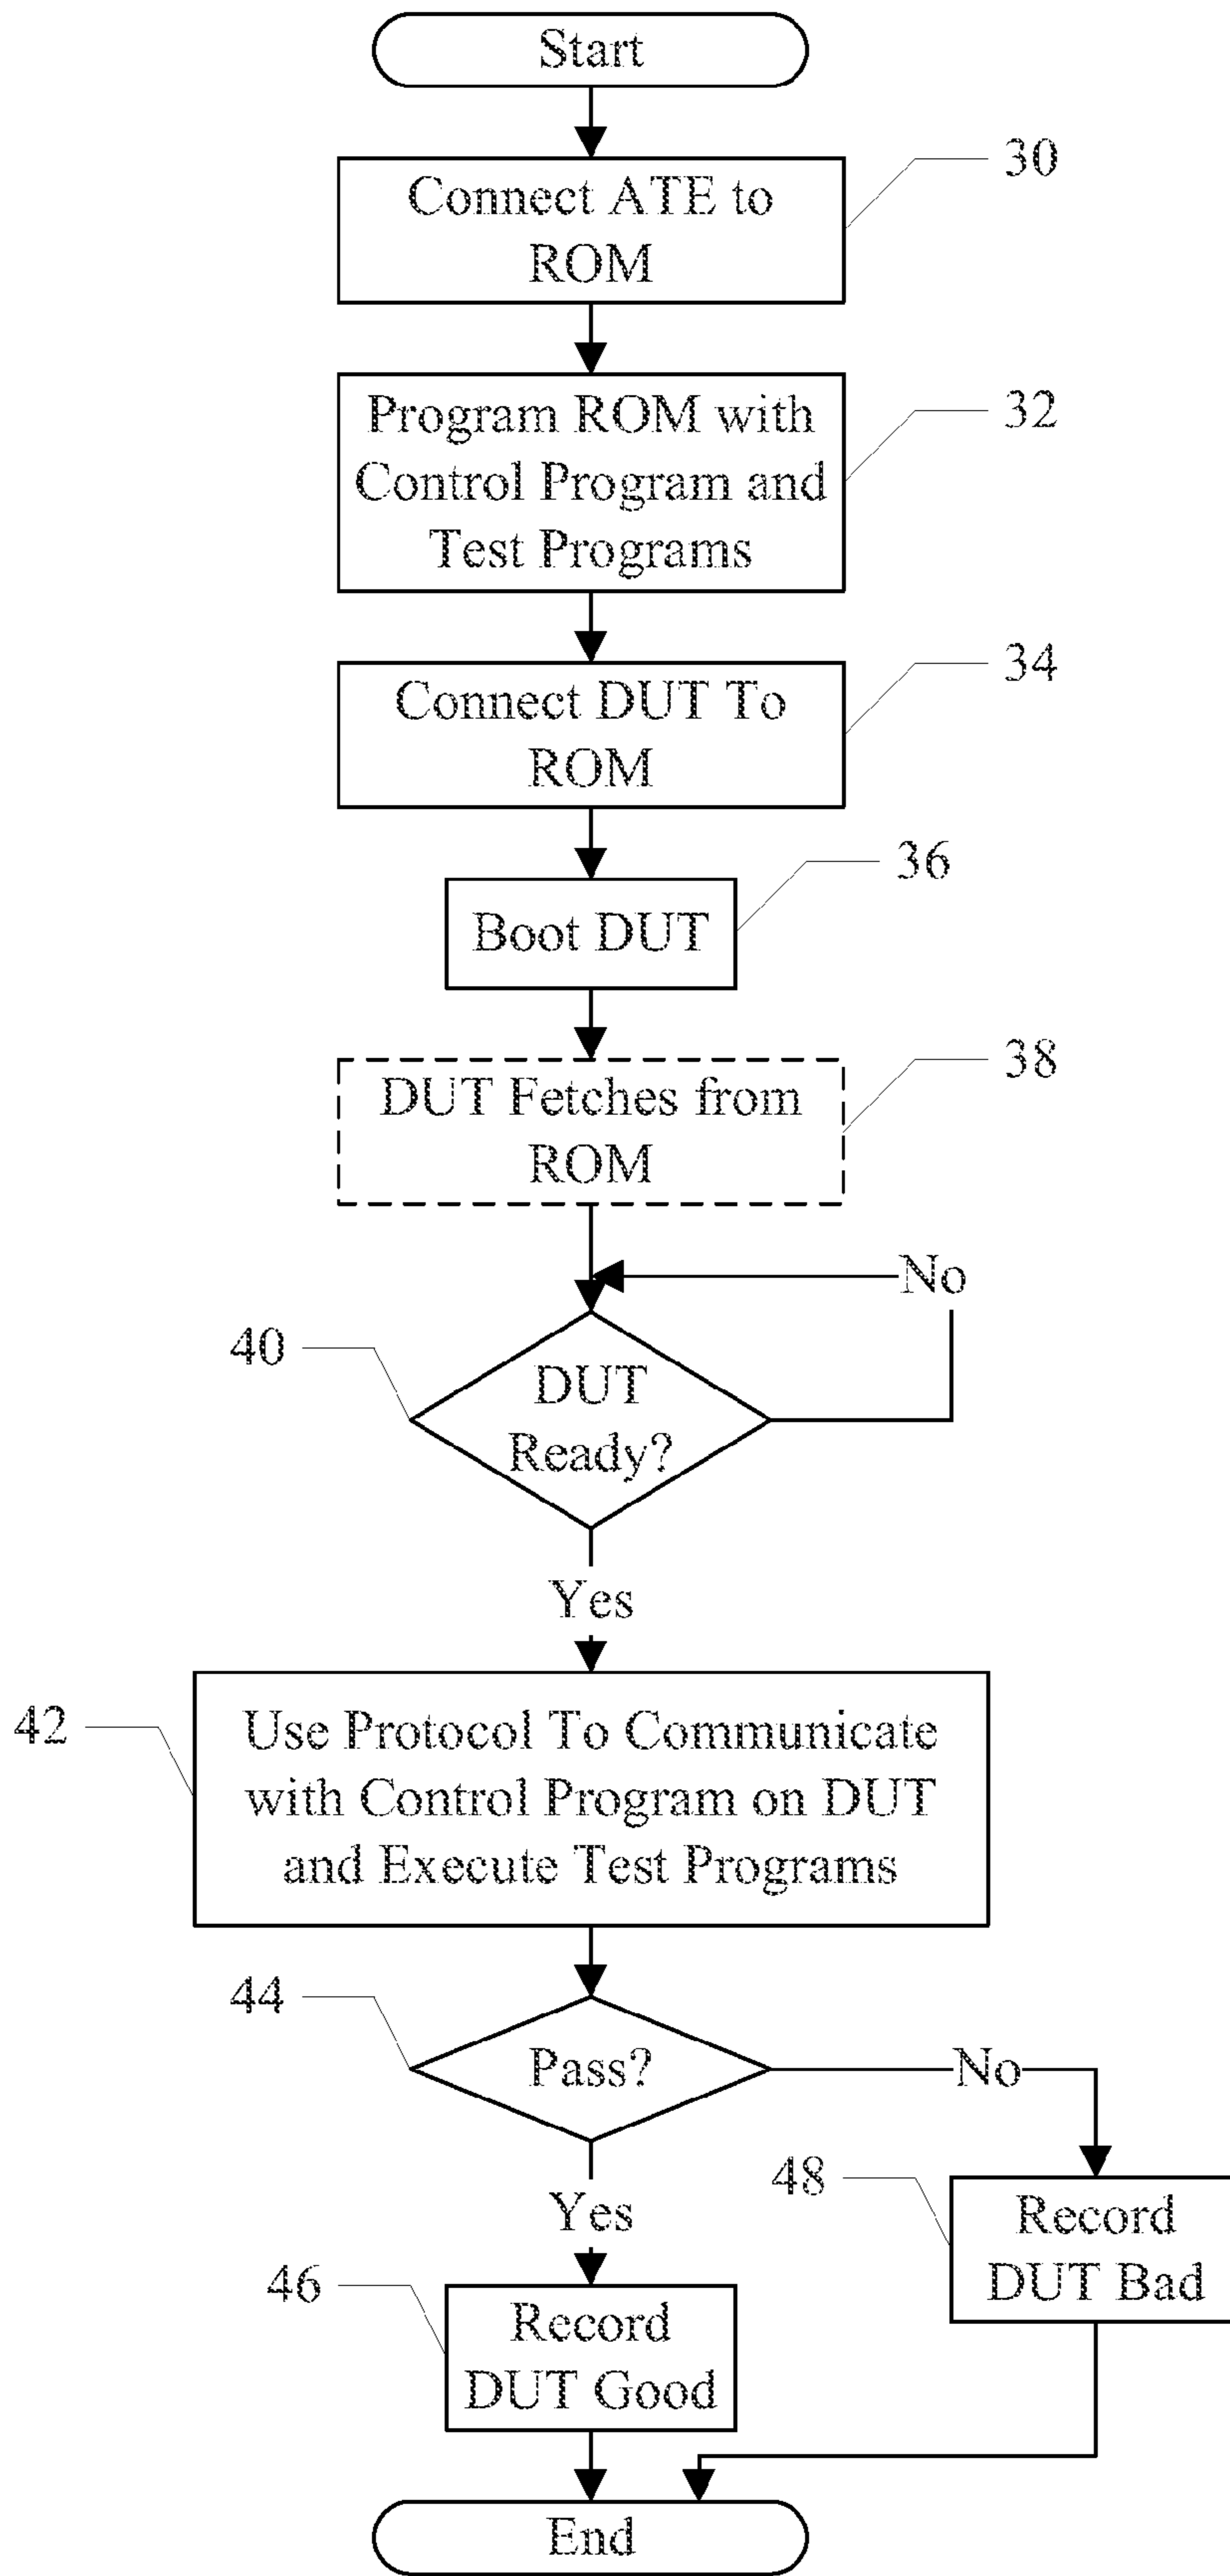 Start
30
Connect ATE to
ROM
32
Program ROM with
Control Program and
Test Programs
34
Connect DUT To
ROM
36
Boot DUT
38
DUT Fetches from
ROM
No
40
DUT
Ready?
Yes
42
Use Protocol To Communicate
with Control Program on DUT
and Execute Test Programs
44
Pass?
No
Yes
48
Record
DUT Bad
46
Record
DUT Good
End